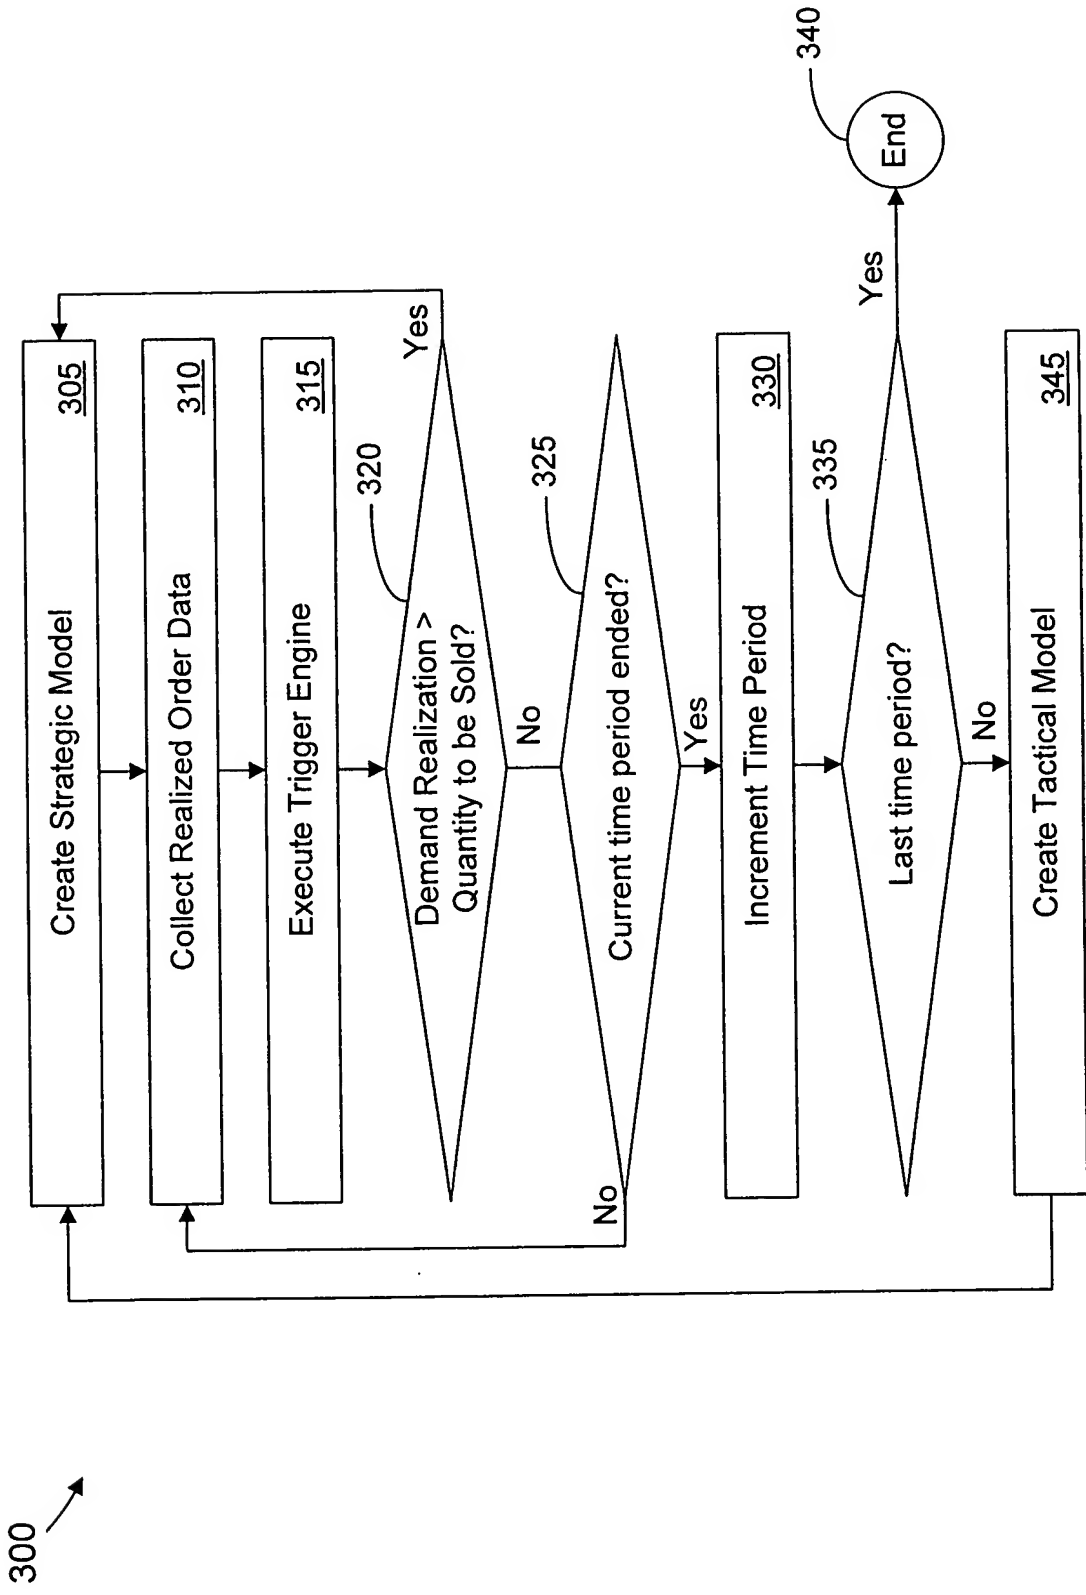 300
Create Strategic Model
305
Collect Realized Order Data
310
Execute Trigger Engine
315
320
Demand Realization >
Quantity to be Sold?
Yes
No
325
Current time period ended?
No
Yes
Increment Time Period
330
335
Last time period?
Yes
End
340
No
Create Tactical Model
345